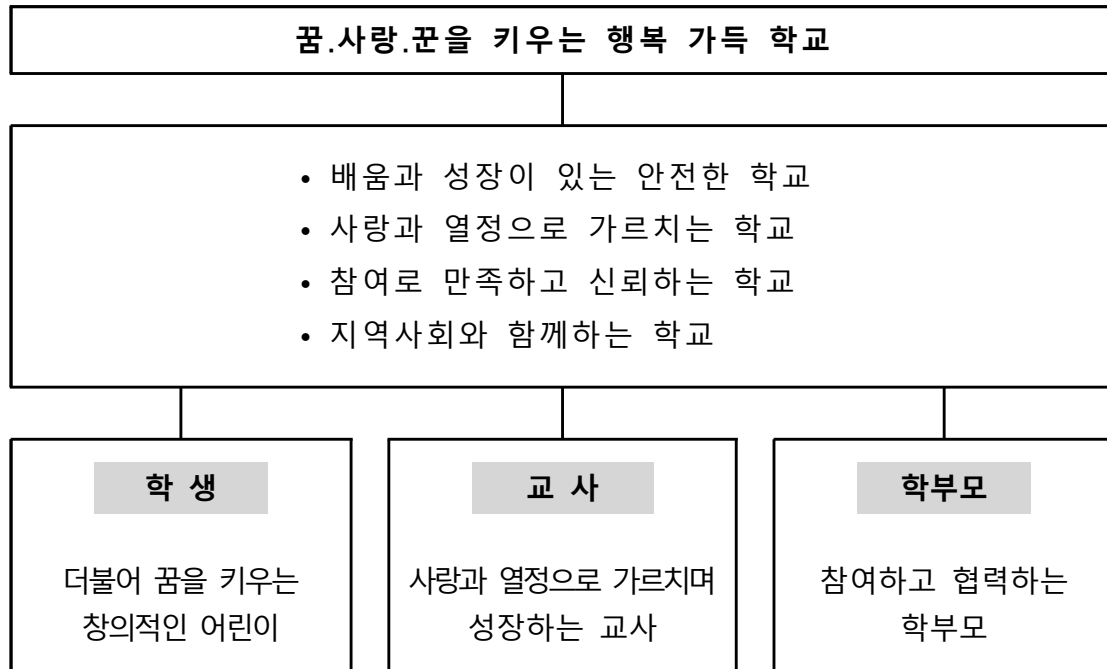 꿈.사랑.꾼을 키우는 행복 가득 학교
• 배움과 성장이 있는 안전한 학교
• 사랑과 열정으로 가르치는 학교
• 참여로 만족하고 신뢰하는 학교
• 지역사회와 함께하는 학교
학 생
더불어 꿈을 키우는
창의적인 어린이
교 사
사랑과 열정으로 가르치며
성장하는 교사
학부모
참여하고 협력하는
학부모